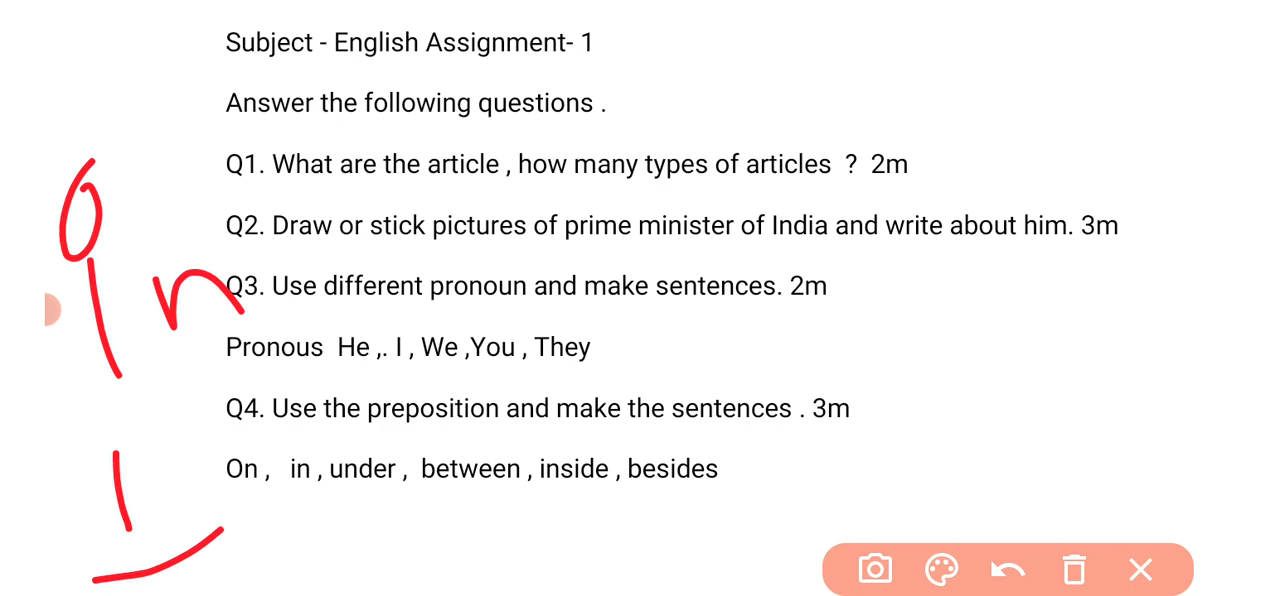 Subject - English Assignment- 1
Answer the following questions .
Q1. What are the article , how many types of articles  ?  2m
Q2. Draw or stick pictures of prime minister of India and write about him. 3m
Q3. Use different pronoun and make sentences. 2m
Pronous  He ,. I , We ,You , They
Q4. Use the preposition and make the sentences . 3m
On ,   in , under ,  between , inside , besides